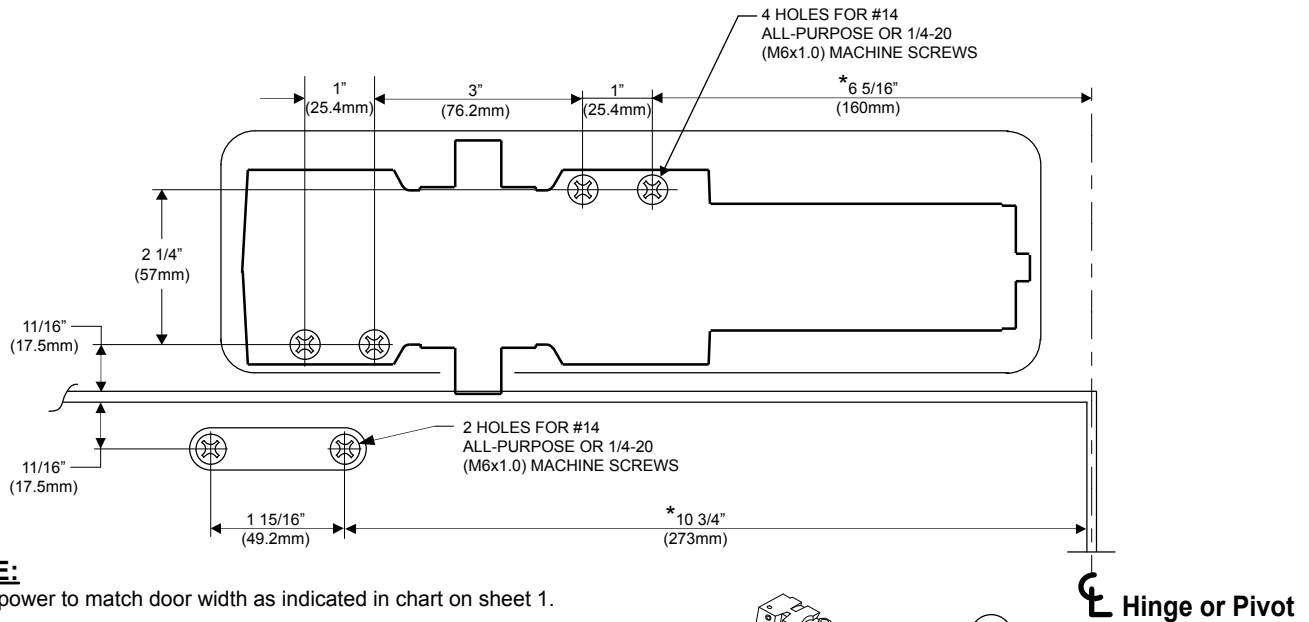 4 HOLES FOR #14
ALL-PURPOSE OR 1/4-20
(M6x1.0) MACHINE SCREWS
1”
(25.4mm)
3”
(76.2mm)
1”
(25.4mm)
*6 5/16”
(160mm)
2 1/4”
(57mm)
11/16”
(17.5mm)
2 HOLES FOR #14
ALL-PURPOSE OR 1/4-20
(M6x1.0) MACHINE SCREWS
11/16”
(17.5mm)
1 15/16”
(49.2mm)
*10 3/4”
(273mm)
E:
power to match door width as indicated in chart on sheet 1.
CL Hinge or Pivot